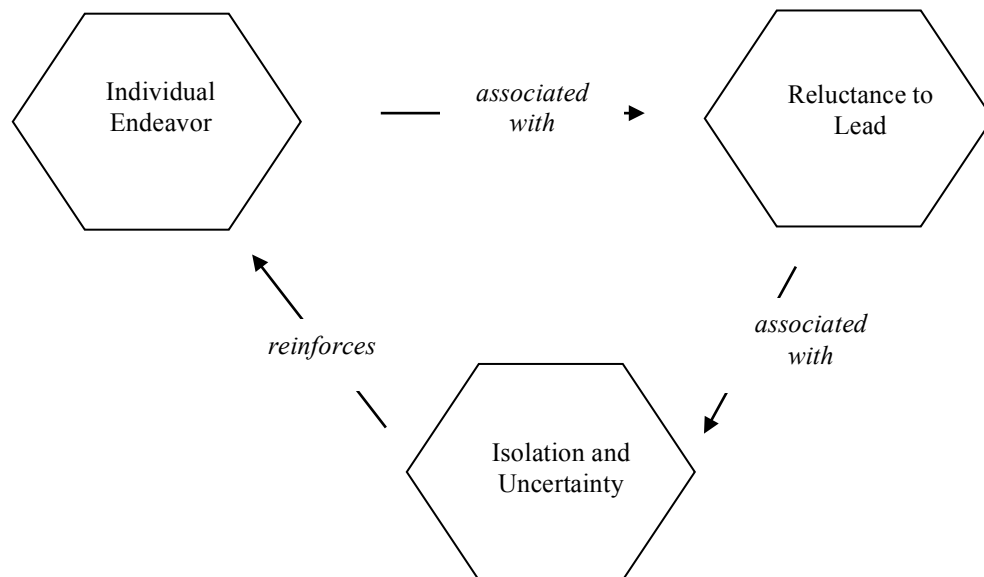 Individual
Endeavor
associated
with
Reluctance to
Lead
reinforces
associated
with
Isolation and
Uncertainty